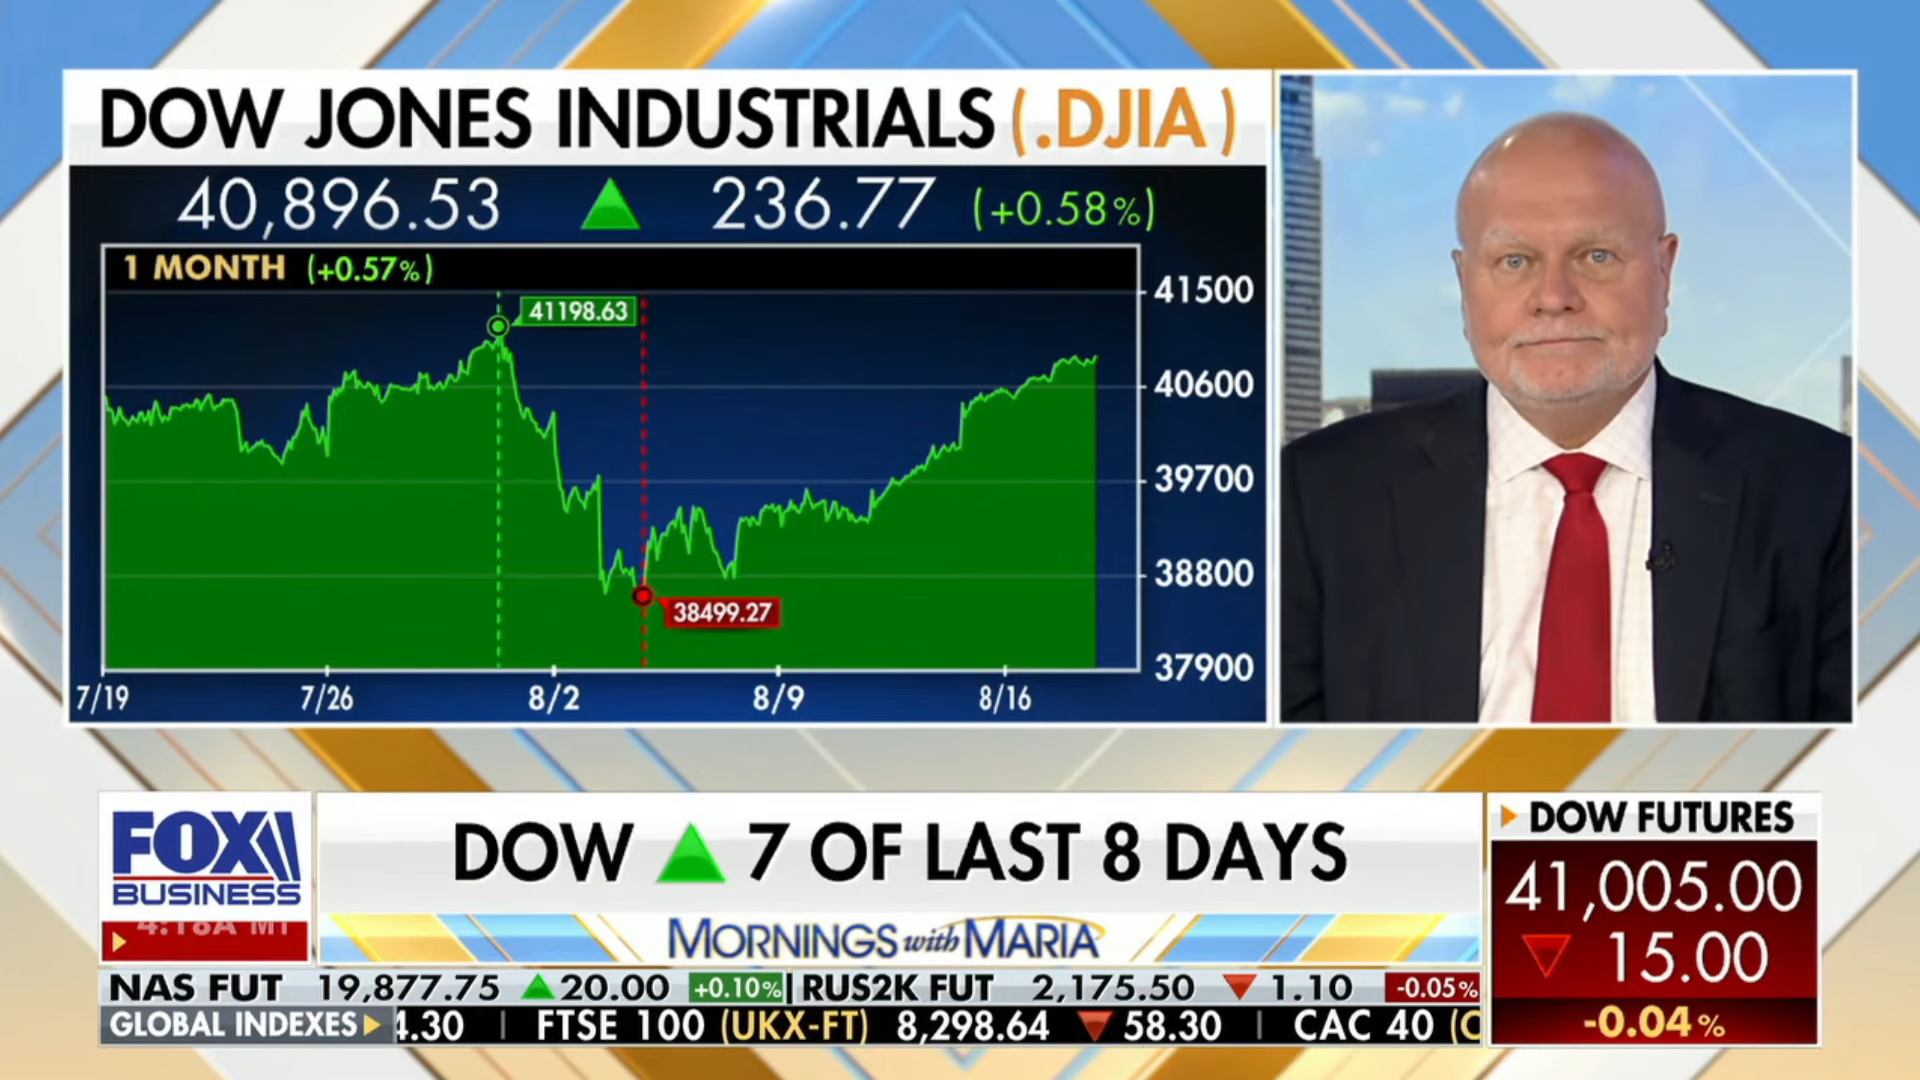 DOW JONES INDUSTRIALS (.DJIA)
40,896.53 ▲ 236.77 (+0.58%)
1 MONTH (+0.57%)
41198.63
38499.27
41500
40600
39700
38800
37900
7/19 7/26 8/2 8/9 8/16
FOX
BUSINESS
DOW ▲ 7 OF LAST 8 DAYS
MORNINGS with MARIA
DOW FUTURES
41,005.00
▼ 15.00
-0.04%
NAS FUT 19,877.75 ▲ 20.00 +0.10% | RUS2K FUT 2,175.50 ▼ 1.10 -0.05%
GLOBAL INDEXES 4.30 | FTSE 100 (UKX-FT) 8,298.64 ▼ 58.30 | CAC 40 (C